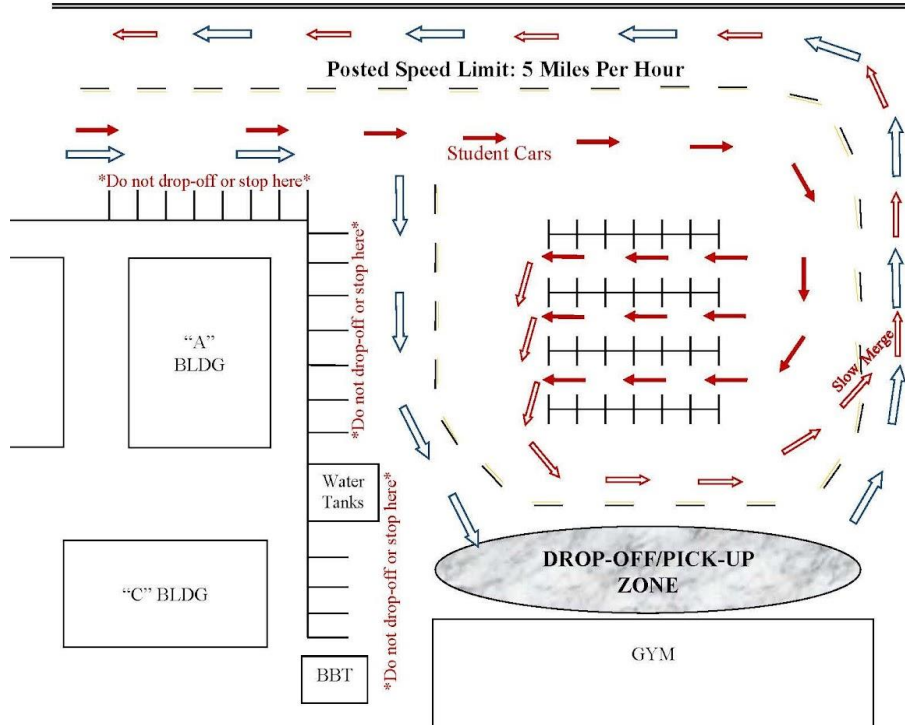 Posted Speed Limit: 5 Miles Per Hour
Student Cars
*Do not drop-off or stop here*
*Do not drop-off or stop here*
“A”
BLDG
Slow Merge
Water
Tanks
*Do not drop-off or stop here*
DROP-OFF/PICK-UP
ZONE
“C” BLDG
GYM
BBT